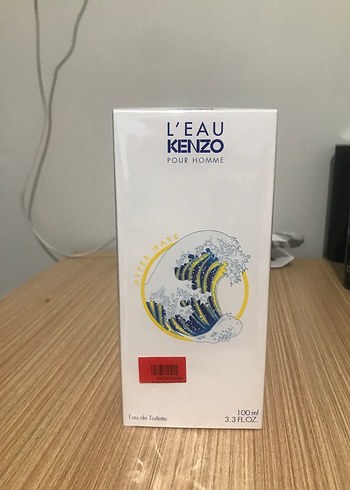 L'EAU
KENZO
POUR HOMME
HYPER WAVE
Eau de Toilette
100 ml
3.3 FL.OZ.